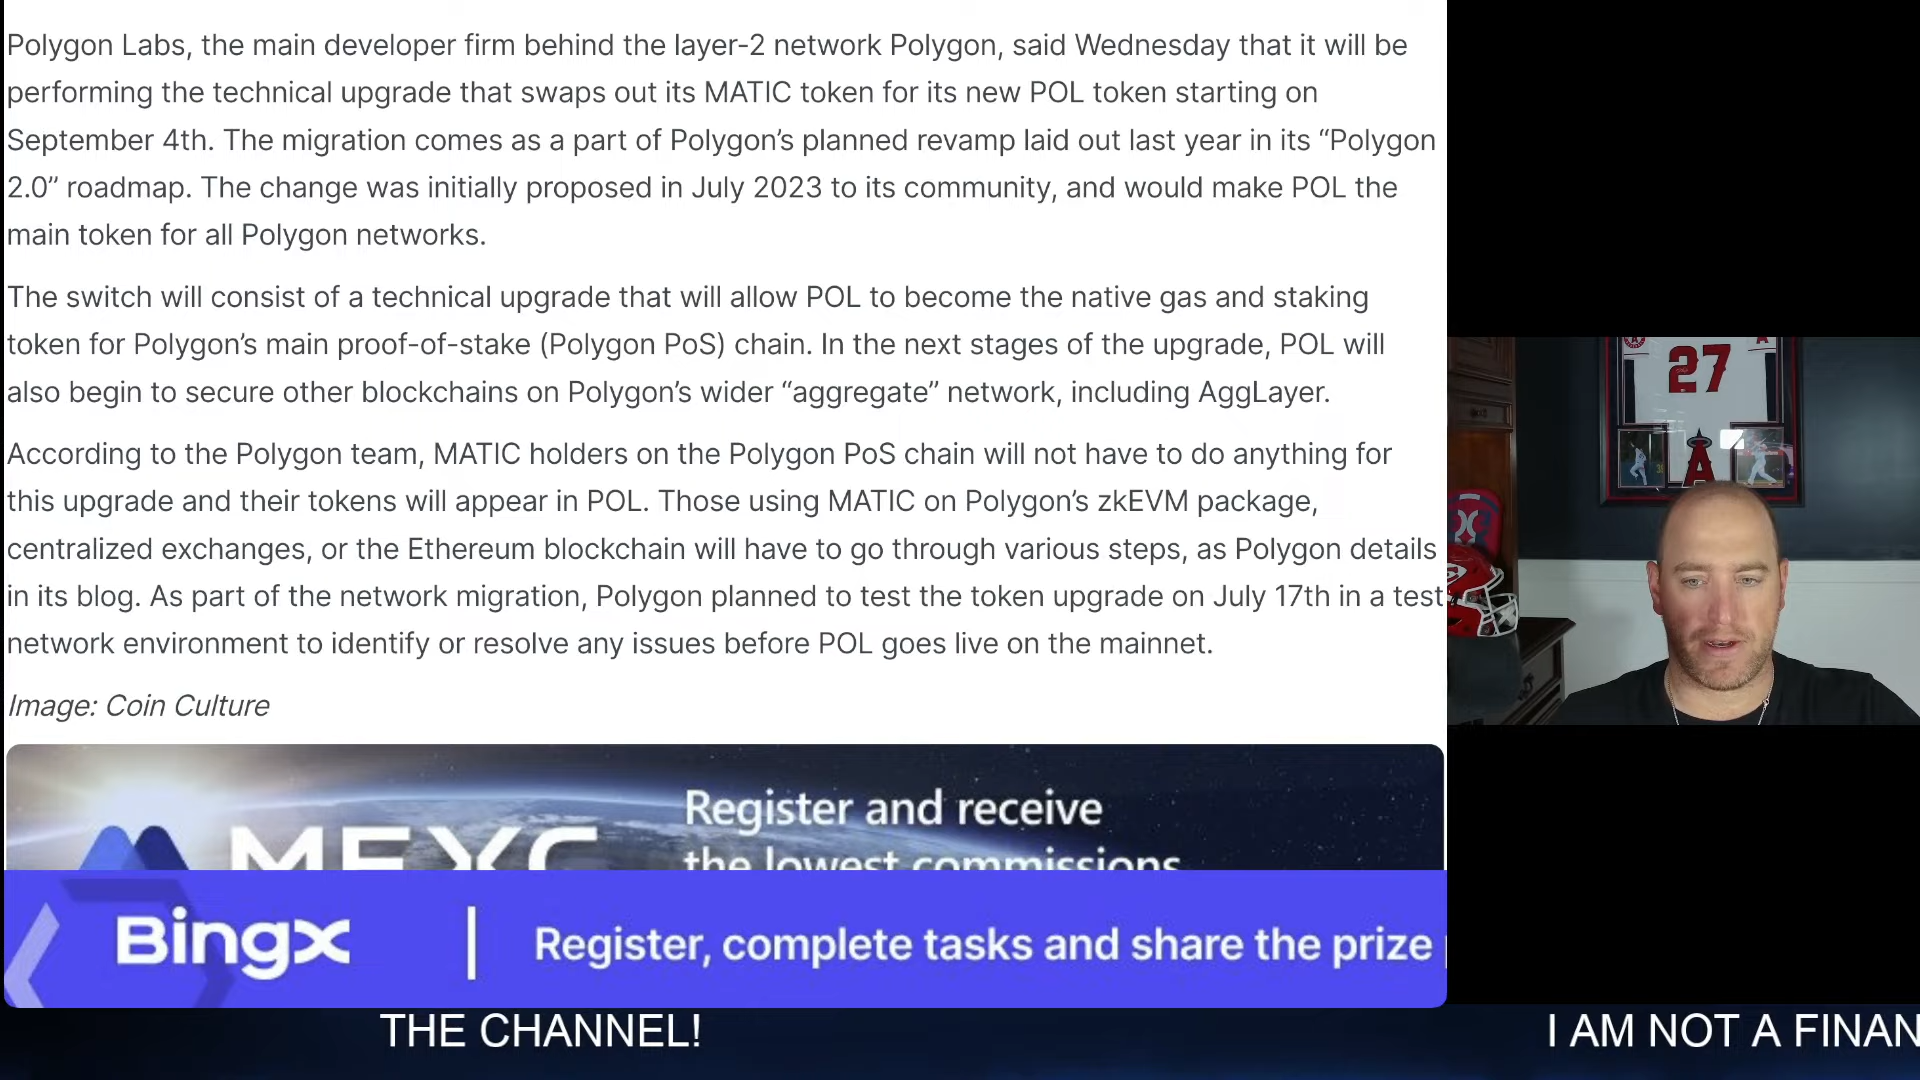 Polygon Labs, the main developer firm behind the layer-2 network Polygon, said Wednesday that it will be
performing the technical upgrade that swaps out its MATIC token for its new POL token starting on
September 4th. The migration comes as a part of Polygon’s planned revamp laid out last year in its “Polygon
2.0” roadmap. The change was initially proposed in July 2023 to its community, and would make POL the
main token for all Polygon networks.
The switch will consist of a technical upgrade that will allow POL to become the native gas and staking
token for Polygon’s main proof-of-stake (Polygon PoS) chain. In the next stages of the upgrade, POL will
also begin to secure other blockchains on Polygon’s wider “aggregate” network, including AggLayer.
According to the Polygon team, MATIC holders on the Polygon PoS chain will not have to do anything for
this upgrade and their tokens will appear in POL. Those using MATIC on Polygon’s zkEVM package,
centralized exchanges, or the Ethereum blockchain will have to go through various steps, as Polygon details
in its blog. As part of the network migration, Polygon planned to test the token upgrade on July 17th in a test
network environment to identify or resolve any issues before POL goes live on the mainnet.
Image: Coin Culture
MEXC
Register and receive
the lowest commissions
Bingx | Register, complete tasks and share the prize
THE CHANNEL!
I AM NOT A FINAN
27
A